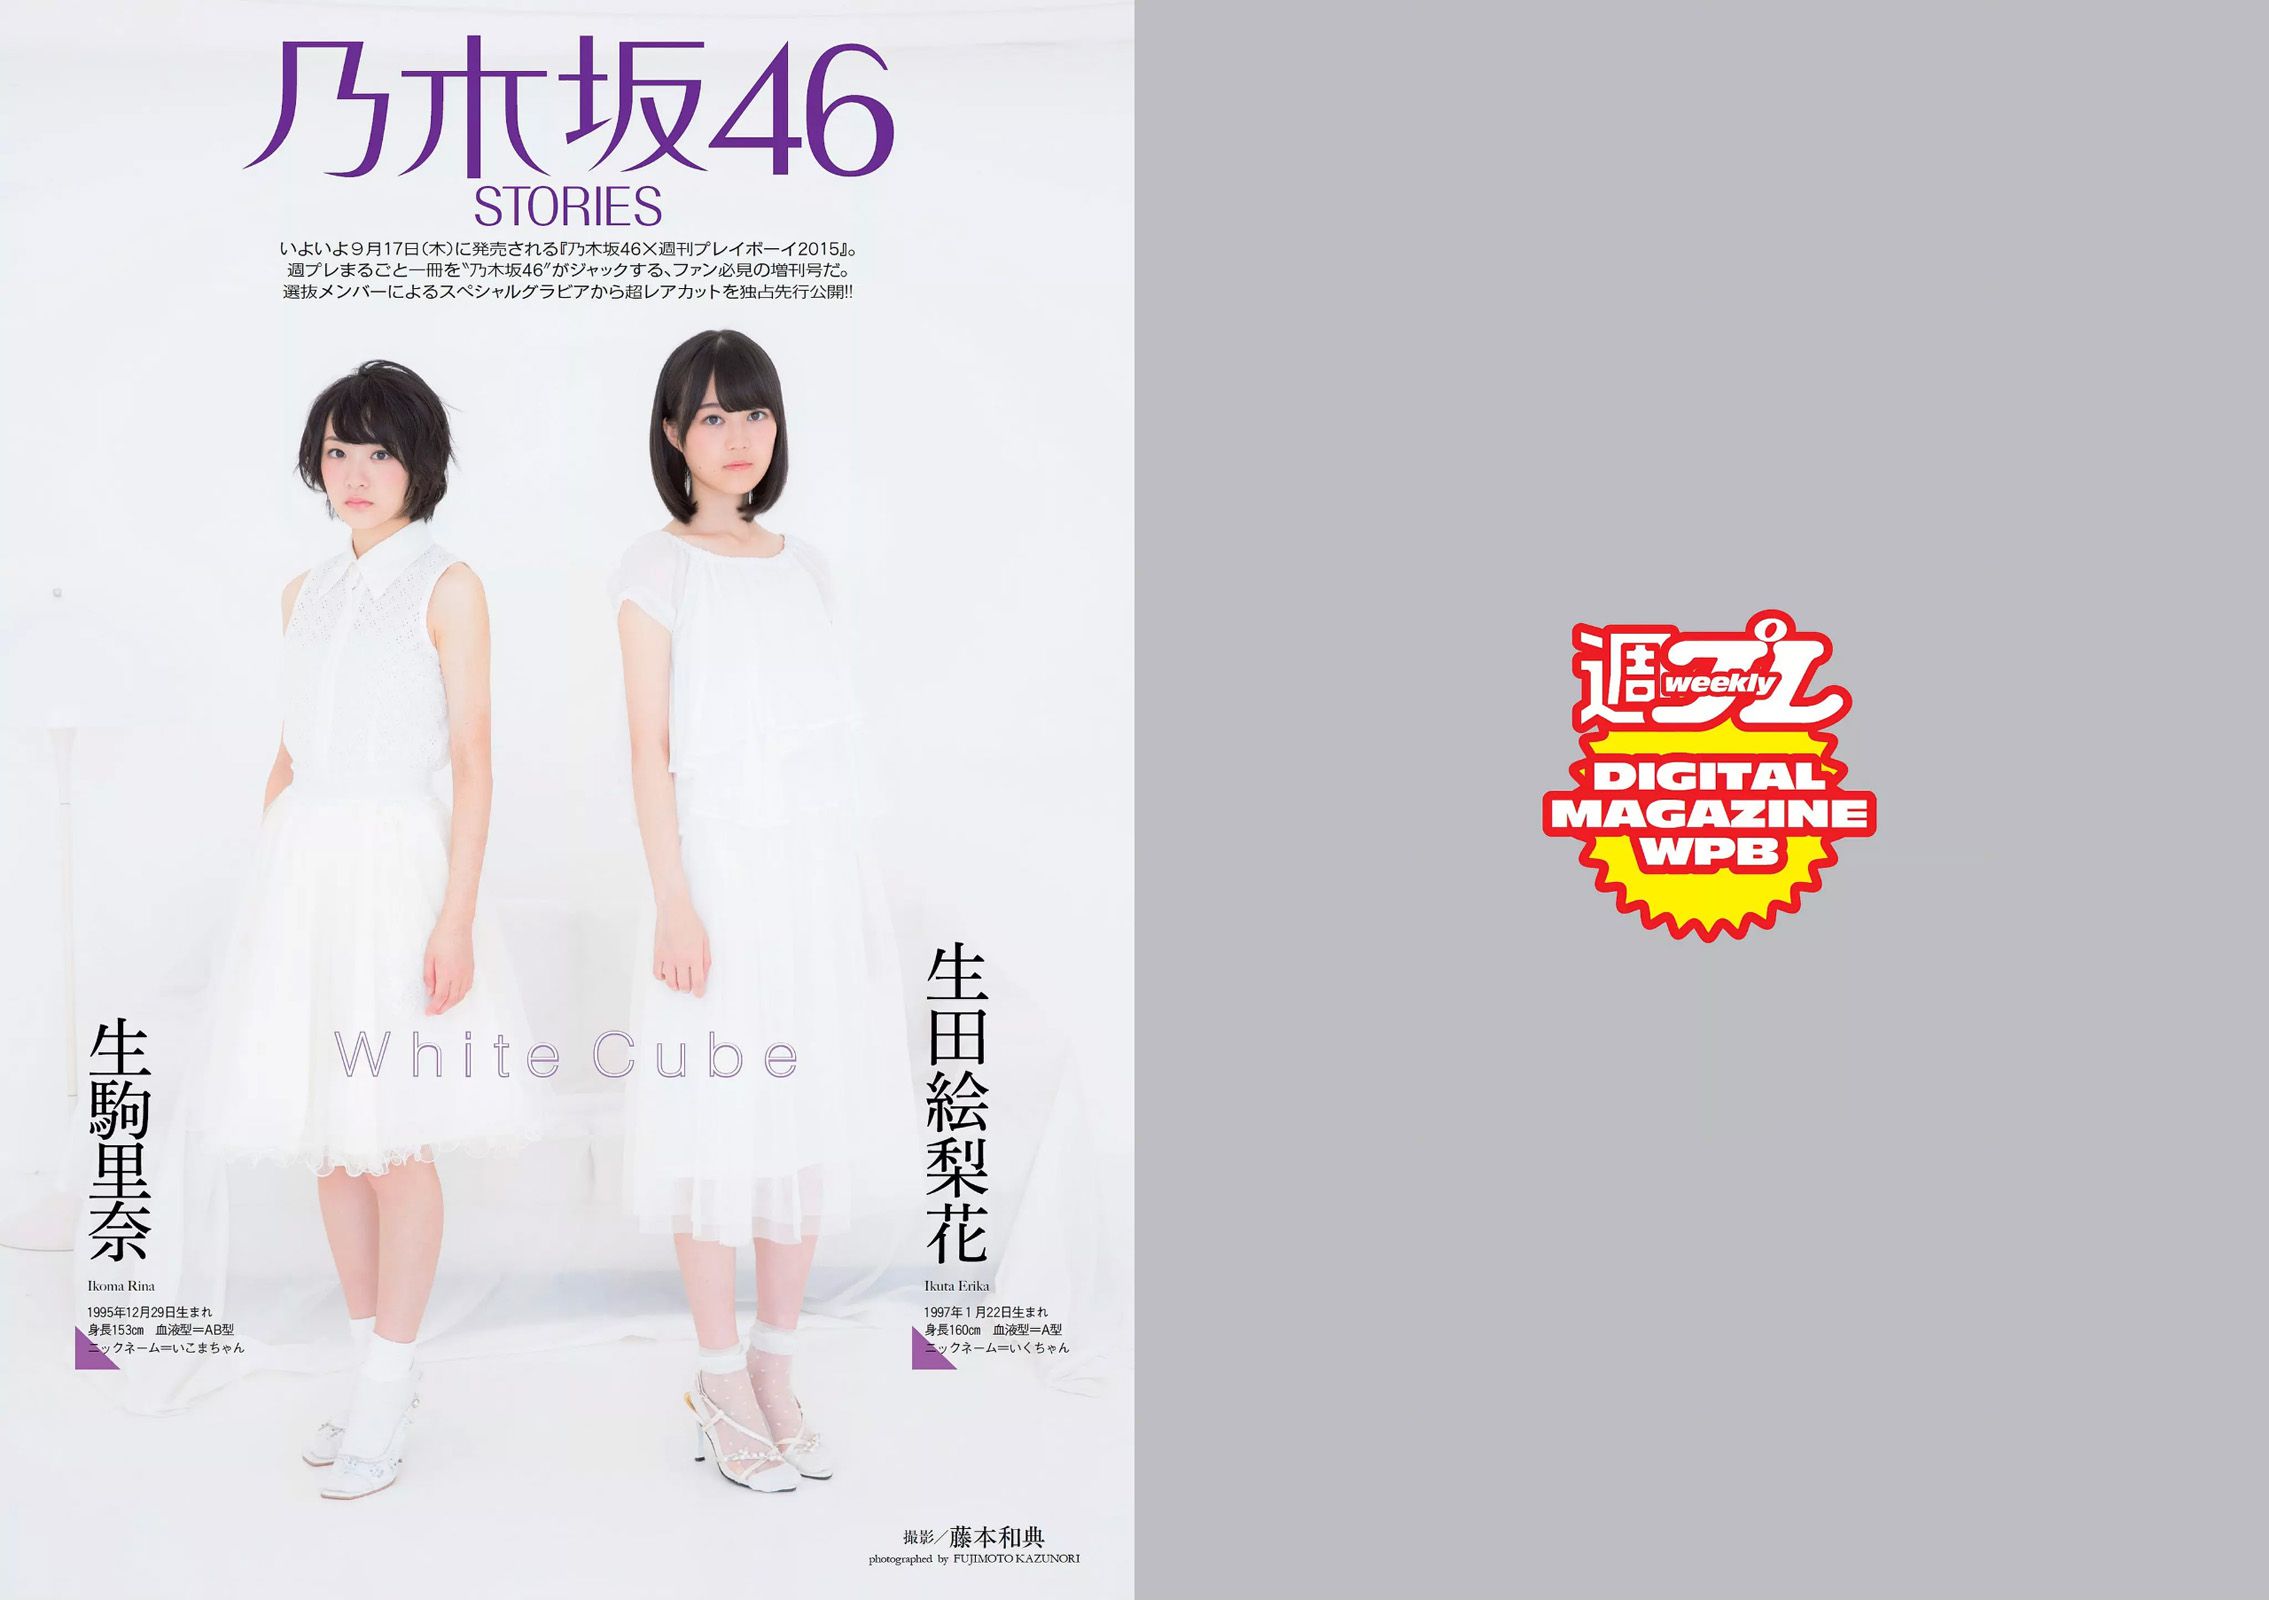 乃木坂46
STORIES
いよいよ9月17日(木)に発売される『乃木坂46×週刊プレイボーイ2015』。
週プレまるごと一冊を〝乃木坂46〟がジャックする、ファン必見の増刊号だ。
選抜メンバーによるスペシャルグラビアから超レアカットを独占先行公開!!
White Cube
生駒里奈
Ikoma Rina
1995年12月29日生まれ
身長153㎝　血液型＝AB型
ニックネーム＝いこまちゃん
生田絵梨花
Ikuta Erika
1997年1月22日生まれ
身長160㎝　血液型＝A型
ニックネーム＝いくちゃん
撮影／藤本和典
photographed by FUJIMOTO KAZUNORI
週プレ
weekly
DIGITAL
MAGAZINE
WPB